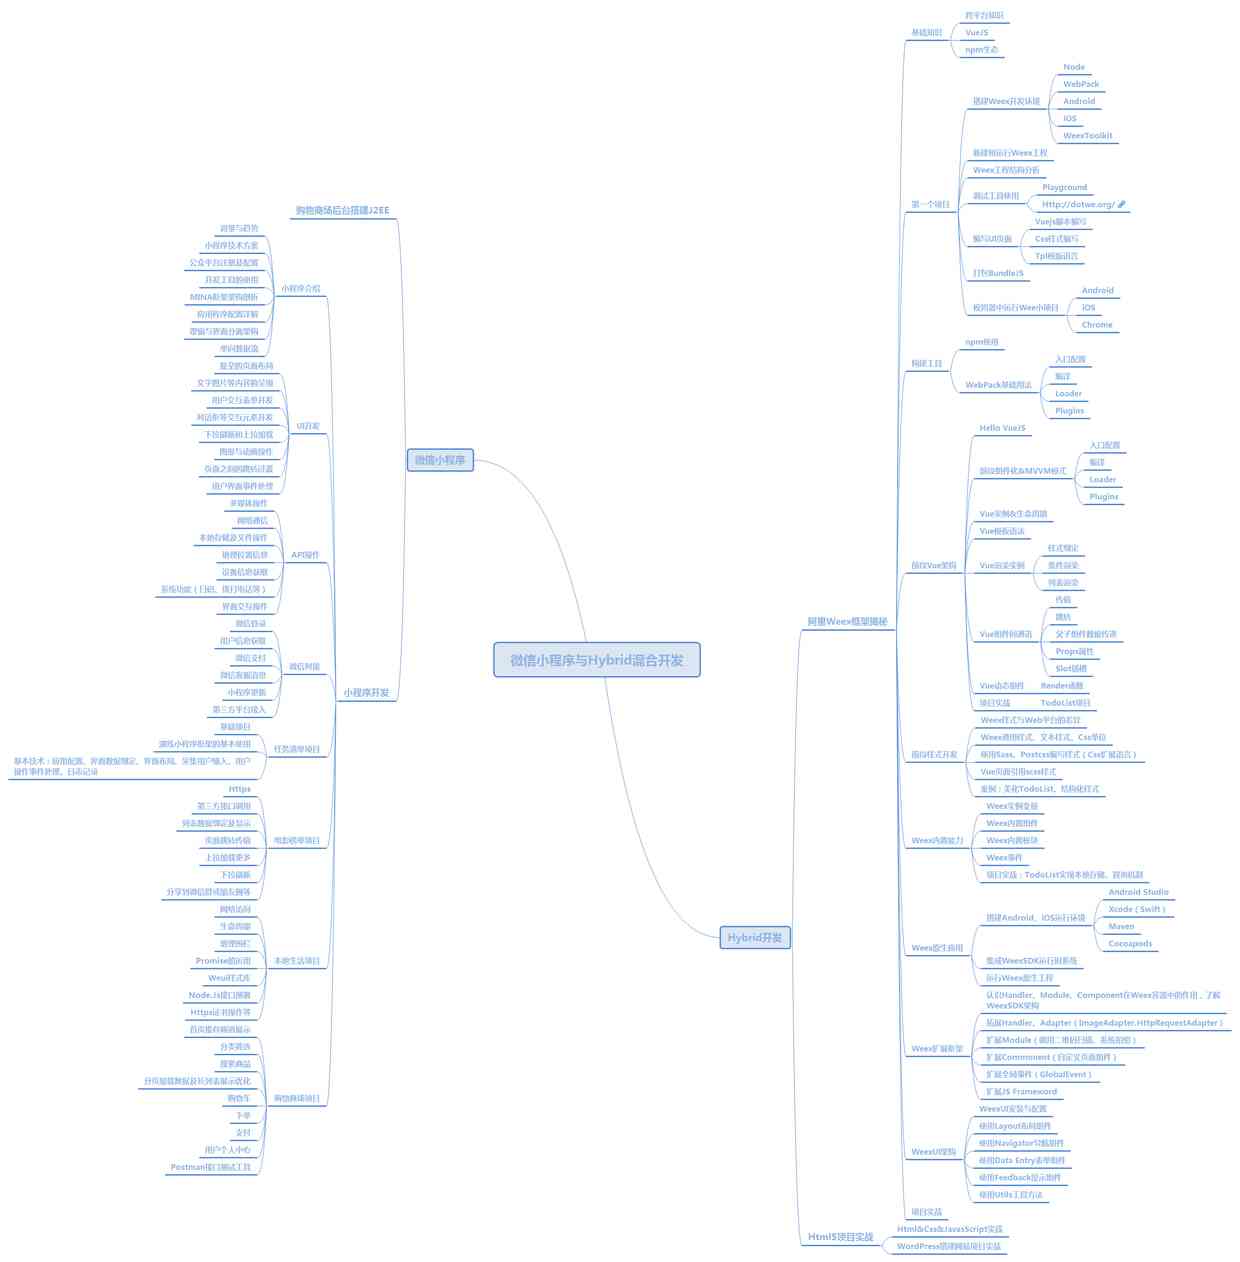 微信小程序与Hybrid混合开发
微信小程序
购物商场后台搭建J2EE
小程序开发
小程序介绍
背景与趋势
小程序技术方案
公众平台注册及配置
开发工具的使用
MINA框架架构剖析
应用程序配置详解
逻辑与界面分离架构
单向数据流
UI开发
复杂的页面布局
文字图片等内容的呈现
用户交互表单开发
对话框等交互元素开发
下拉刷新和上拉加载
图形与动画操作
页面之间的跳转过渡
用户界面事件处理
API操作
多媒体操作
网络通信
本地存储及文件操作
地理位置信息
设备信息获取
系统功能（扫码、拨打电话等）
界面交互操作
微信对接
微信登录
用户信息获取
微信支付
微信客服消息
小程序更新
第三方平台接入
任务清单项目
基础项目
演练小程序框架的基本使用
基本技术：应用配置、界面数据绑定、界面布局、采集用户输入、用户
操作事件处理、日志记录
电影榜单项目
Https
第三方接口调用
列表数据绑定及显示
页面跳转传值
上拉加载更多
下拉刷新
分享到微信群或朋友圈等
本地生活项目
网络访问
生命周期
地理围栏
Promise的运用
Weui样式库
Node.Js接口预测
Https证书操作等
购物商场项目
首页推荐商品展示
分类筛选
搜索商品
分页加载数据及长列表展示优化
购物车
下单
支付
用户个人中心
Postman接口测试工具
Hybrid开发
阿里Weex框架揭秘
基础知识
跨平台知识
VueJS
npm生态
第一个项目
搭建Weex开发环境
Node
WebPack
Android
iOS
WeexToolkit
新建和运行Weex工程
Weex工程结构分析
调试工具使用
Playground
Http://dotwe.org/
编写UI页面
Vuejs脚本编写
Css样式编写
Tpl模版语言
打包BundleJS
模拟器中运行Wee小项目
Android
iOS
Chrome
构建工具
npm使用
WebPack基础用法
入口配置
编译
Loader
Plugins
前段Vue架构
Hello VueJS
前段组件化&MVVM模式
入口配置
编译
Loader
Plugins
Vue实例&生命周期
Vue模板语法
Vue渲染实例
样式绑定
条件渲染
列表渲染
Vue组件间通讯
传值
跳转
父子组件数据传递
Props属性
Slot插槽
Vue动态组件
Render函数
项目实战
TodoList项目
前段样式开发
Weex样式与Web平台的差异
Weex通用样式、文本样式、Css单位
使用Sass、Postcss编写样式（Css扩展语言）
Vue页面引用scss样式
案例：美化TodoList、结构化样式
Weex内置能力
Weex实例变量
Weex内置组件
Weex内置模块
Weex事件
项目实战：TodoList实现本地存储、提询机制
Weex原生商用
搭建Android、iOS运行环境
Android Studio
Xcode（Swift）
Maven
Cocoapods
集成WeexSDK运行时系统
运行Weex原生工程
Weex扩展框架
认识Handler、Module、Component在Weex容器中的作用，了解
WeexSDK架构
拓展Handler、Adapter（ImageAdapter,HttpRequestAdapter）
扩展Module（调用二维码扫描、系统拍照）
扩展Commonent（自定义页面组件）
扩展全局事件（GlobalEvent）
扩展JS Frameword
WeexUI架构
WeexUI安装与配置
使用Layout布局组件
使用Navigator导航组件
使用Data Entry表单组件
使用Feedback提示组件
使用Utils工具方法
项目实战
Html5项目实战
Html&Css&JavasScript实战
WordPress搭建网站项目实战